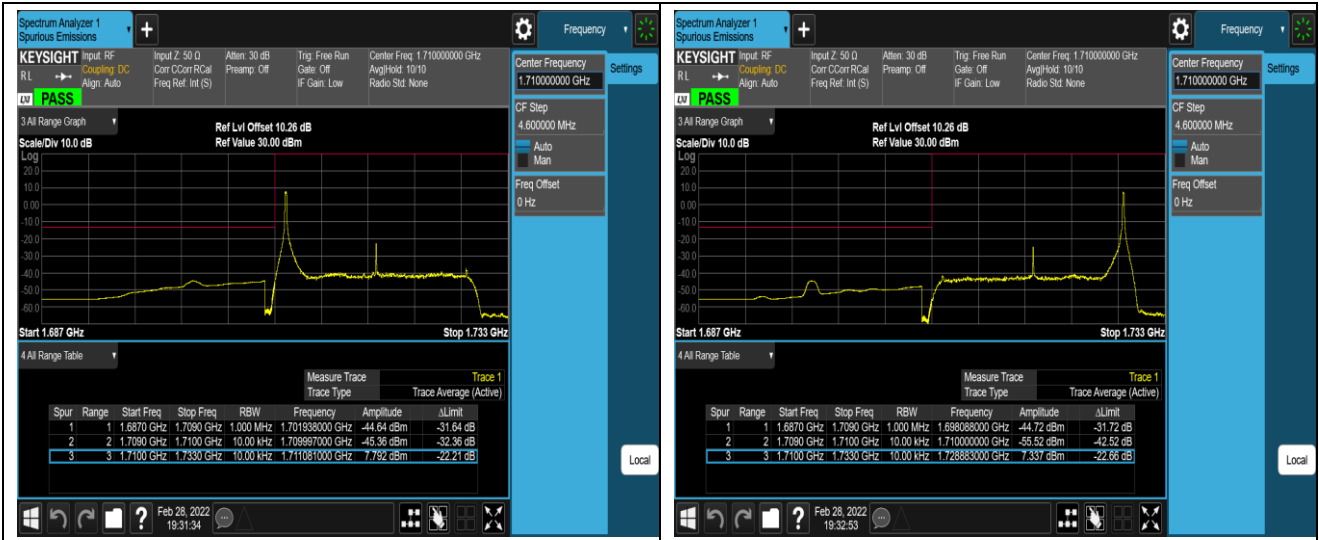 Spectrum Analyzer 1
Spurious Emissions
+
Frequency
KEYSIGHT Input: RF Input Z: 50 Ω Atten: 30 dB Trig: Free Run Center Freq: 1.710000000 GHz
RL Coupling: DC Corr CCorr RCal Preamp: Off Gate: Off Avg|Hold: 10/10
Align: Auto Freq Ref: Int (S) IF Gain: Low Radio Std: None
LXI PASS
Center Frequency
1.710000000 GHz
Settings
CF Step
4.600000 MHz
Auto
Man
Freq Offset
0 Hz
3 All Range Graph
Ref Lvl Offset 10.26 dB
Scale/Div 10.0 dB Ref Value 30.00 dBm
Log
20.0
10.0
0.00
-10.0
-20.0
-30.0
-40.0
-50.0
-60.0
Start 1.687 GHz Stop 1.733 GHz
4 All Range Table
Measure Trace Trace 1
Trace Type Trace Average (Active)
Spur Range Start Freq Stop Freq RBW Frequency Amplitude ΔLimit
1 1 1.6870 GHz 1.7090 GHz 1.000 MHz 1.701938000 GHz -44.64 dBm -31.64 dB
2 2 1.7090 GHz 1.7100 GHz 10.00 kHz 1.709997000 GHz -45.36 dBm -32.36 dB
3 3 1.7100 GHz 1.7330 GHz 10.00 kHz 1.711081000 GHz 7.792 dBm -22.21 dB
Local
?
Feb 28, 2022
19:31:34
Spectrum Analyzer 1
Spurious Emissions
+
Frequency
KEYSIGHT Input: RF Input Z: 50 Ω Atten: 30 dB Trig: Free Run Center Freq: 1.710000000 GHz
RL Coupling: DC Corr CCorr RCal Preamp: Off Gate: Off Avg|Hold: 10/10
Align: Auto Freq Ref: Int (S) IF Gain: Low Radio Std: None
LXI PASS
Center Frequency
1.710000000 GHz
Settings
CF Step
4.600000 MHz
Auto
Man
Freq Offset
0 Hz
3 All Range Graph
Ref Lvl Offset 10.26 dB
Scale/Div 10.0 dB Ref Value 30.00 dBm
Log
20.0
10.0
0.00
-10.0
-20.0
-30.0
-40.0
-50.0
-60.0
Start 1.687 GHz Stop 1.733 GHz
4 All Range Table
Measure Trace Trace 1
Trace Type Trace Average (Active)
Spur Range Start Freq Stop Freq RBW Frequency Amplitude ΔLimit
1 1 1.6870 GHz 1.7090 GHz 1.000 MHz 1.698088000 GHz -44.72 dBm -31.72 dB
2 2 1.7090 GHz 1.7100 GHz 10.00 kHz 1.710000000 GHz -55.52 dBm -42.52 dB
3 3 1.7100 GHz 1.7330 GHz 10.00 kHz 1.728883000 GHz 7.337 dBm -22.66 dB
Local
?
Feb 28, 2022
19:32:53